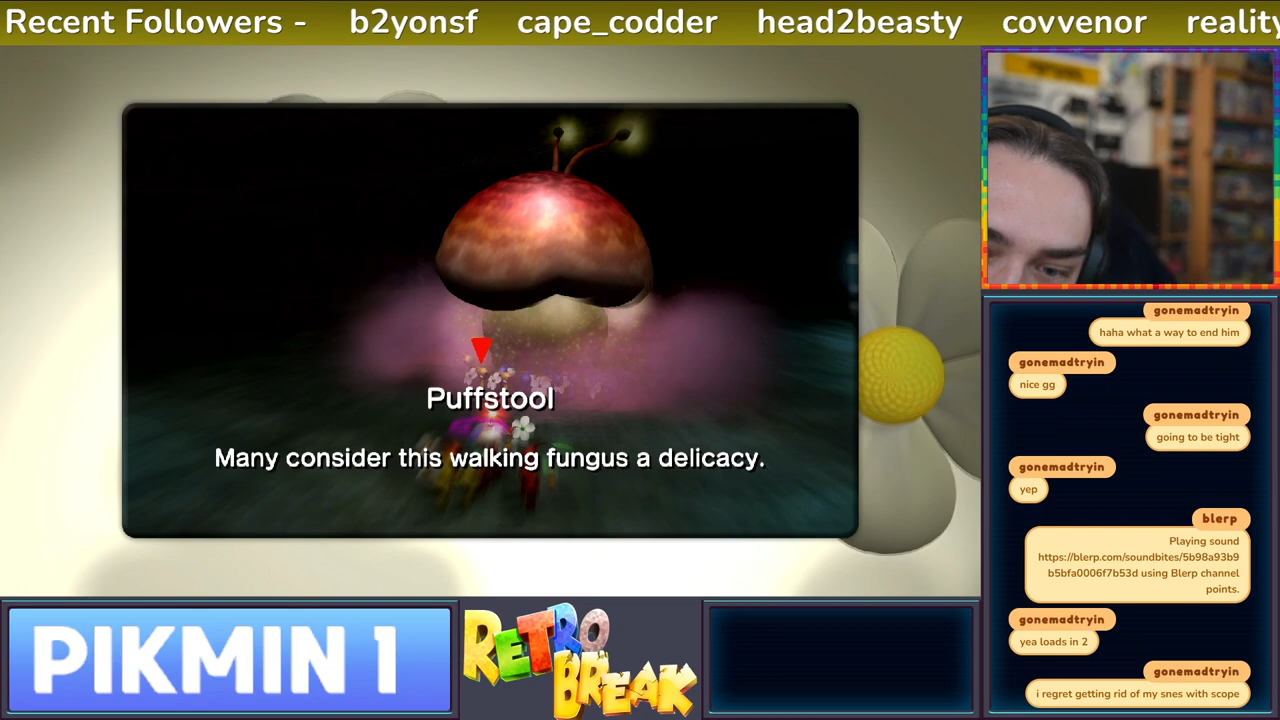 Recent Followers - b2yonsf cape_codder head2beasty covvenor reality
Puffstool
Many consider this walking fungus a delicacy.
gonemadtryin
haha what a way to end him
gonemadtryin
nice gg
gonemadtryin
going to be tight
gonemadtryin
yep
blerp
Playing sound
https://blerp.com/soundbites/5b98a93b9
b5bfa0006f7b53d using Blerp channel
points.
gonemadtryin
yea loads in 2
gonemadtryin
i regret getting rid of my snes with scope
PIKMIN 1
RETRO
BREAK